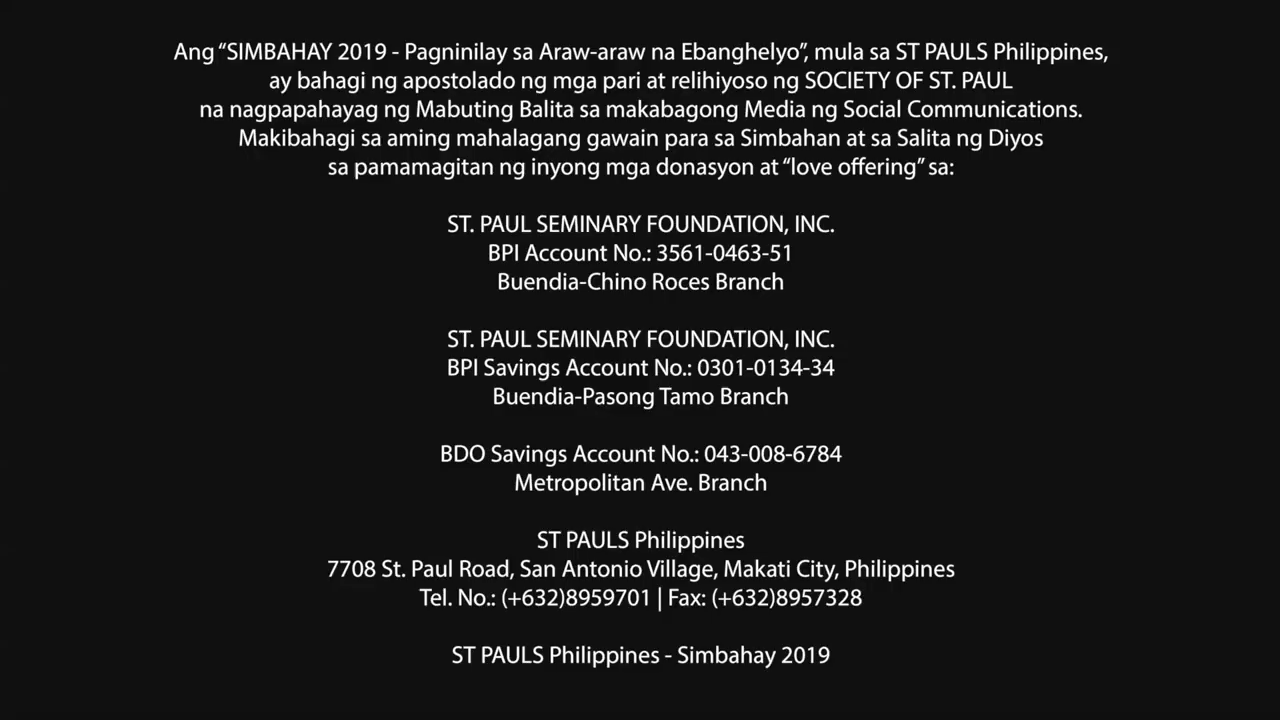 Ang “SIMBAHAY 2019 - Pagninilay sa Araw-araw na Ebanghelyo”, mula sa ST PAULS Philippines,
ay bahagi ng apostolado ng mga pari at relihiyoso ng SOCIETY OF ST. PAUL
na nagpapahayag ng Mabuting Balita sa makabagong Media ng Social Communications.
Makibahagi sa aming mahalagang gawain para sa Simbahan at sa Salita ng Diyos
sa pamamagitan ng inyong mga donasyon at “love offering” sa:
ST. PAUL SEMINARY FOUNDATION, INC.
BPI Account No.: 3561-0463-51
Buendia-Chino Roces Branch
ST. PAUL SEMINARY FOUNDATION, INC.
BPI Savings Account No.: 0301-0134-34
Buendia-Pasong Tamo Branch
BDO Savings Account No.: 043-008-6784
Metropolitan Ave. Branch
ST PAULS Philippines
7708 St. Paul Road, San Antonio Village, Makati City, Philippines
Tel. No.: (+632)8959701 | Fax: (+632)8957328
ST PAULS Philippines - Simbahay 2019